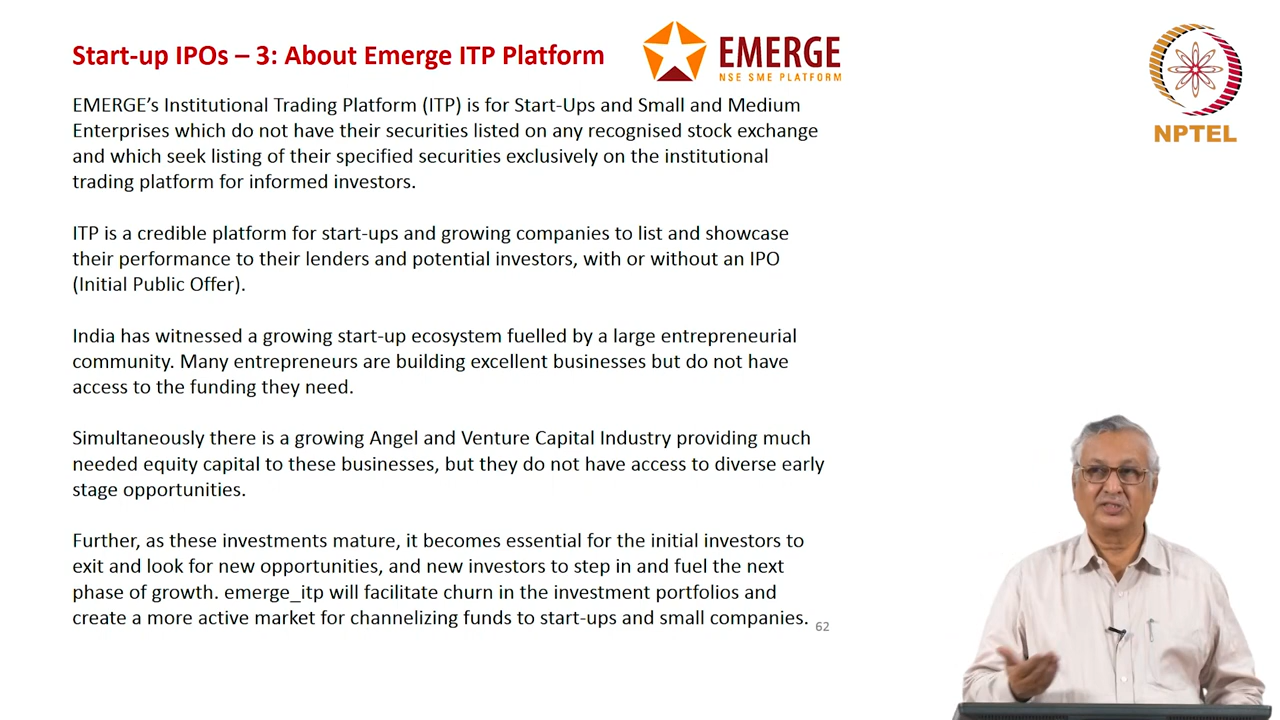 Start-up IPOs – 3: About Emerge ITP Platform
EMERGE
NSE SME PLATFORM
NPTEL
EMERGE’s Institutional Trading Platform (ITP) is for Start-Ups and Small and Medium
Enterprises which do not have their securities listed on any recognised stock exchange
and which seek listing of their specified securities exclusively on the institutional
trading platform for informed investors.
ITP is a credible platform for start-ups and growing companies to list and showcase
their performance to their lenders and potential investors, with or without an IPO
(Initial Public Offer).
India has witnessed a growing start-up ecosystem fuelled by a large entrepreneurial
community. Many entrepreneurs are building excellent businesses but do not have
access to the funding they need.
Simultaneously there is a growing Angel and Venture Capital Industry providing much
needed equity capital to these businesses, but they do not have access to diverse early
stage opportunities.
Further, as these investments mature, it becomes essential for the initial investors to
exit and look for new opportunities, and new investors to step in and fuel the next
phase of growth. emerge_itp will facilitate churn in the investment portfolios and
create a more active market for channelizing funds to start-ups and small companies.
62